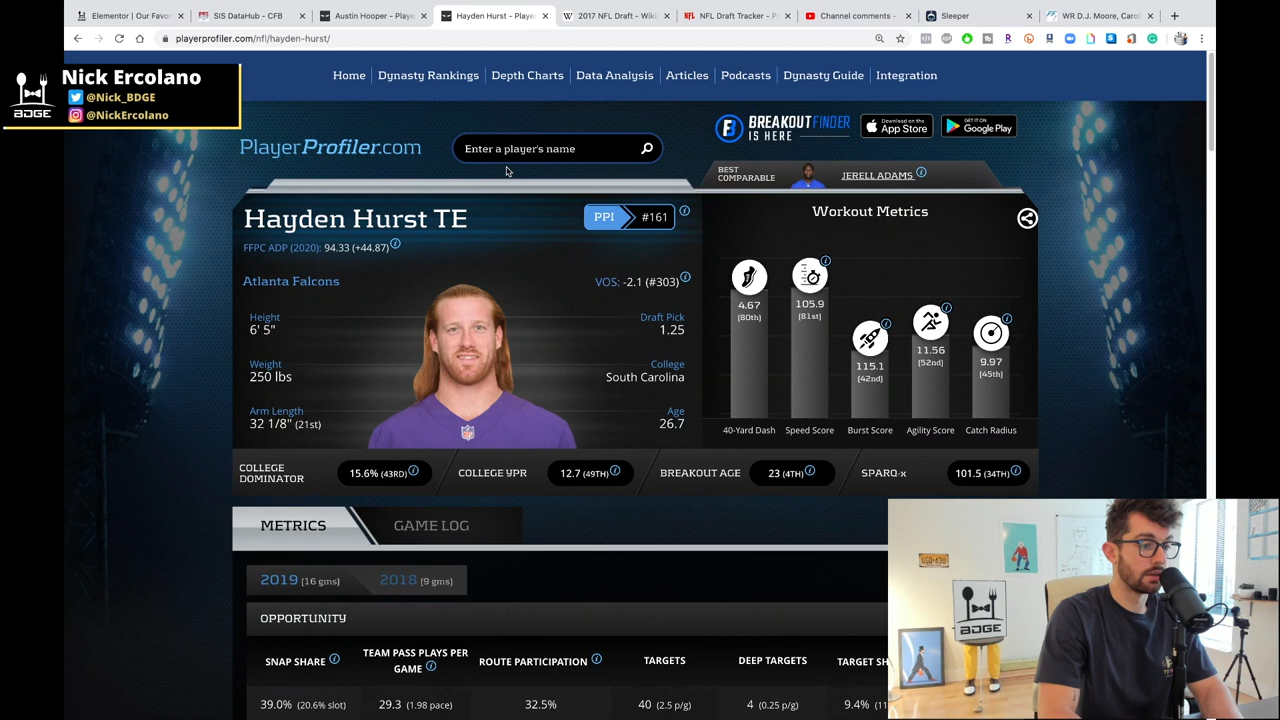 Elementor | Our Favor
SIS DataHub - CFB
Austin Hooper - Playe
Hayden Hurst - Player
2017 NFL Draft - Wiki
NFL Draft Tracker - P
Channel comments -
Sleeper
WR D.J. Moore, Carol
playerprofiler.com/nfl/hayden-hurst/
Nick Ercolano
@Nick_BDGE
@NickErcolano
BDGE
Home
Dynasty Rankings
Depth Charts
Data Analysis
Articles
Podcasts
Dynasty Guide
Integration
PlayerProfiler.com
Enter a player's name
BREAKOUT FINDER
IS HERE
Download on the
App Store
GET IT ON
Google Play
BEST
COMPARABLE
JERELL ADAMS
Hayden Hurst TE
PPI #161
FFPC ADP (2020): 94.33 (+44.87)
Atlanta Falcons
VOS: -2.1 (#303)
Height
6' 5"
Draft Pick
1.25
Weight
250 lbs
College
South Carolina
Arm Length
32 1/8" (21st)
Age
26.7
Workout Metrics
4.67
(80th)
105.9
(81st)
115.1
(42nd)
11.56
(52nd)
9.97
(45th)
40-Yard Dash
Speed Score
Burst Score
Agility Score
Catch Radius
COLLEGE
DOMINATOR
15.6% (43RD)
COLLEGE YPR
12.7 (49TH)
BREAKOUT AGE
23 (4TH)
SPARQ-x
101.5 (34TH)
METRICS
GAME LOG
2019 (16 gms)
2018 (9 gms)
OPPORTUNITY
SNAP SHARE
TEAM PASS PLAYS PER
GAME
ROUTE PARTICIPATION
TARGETS
DEEP TARGETS
TARGET SH
39.0% (20.6% slot)
29.3 (1.98 pace)
32.5%
40 (2.5 p/g)
4 (0.25 p/g)
9.4% (11
BDGE